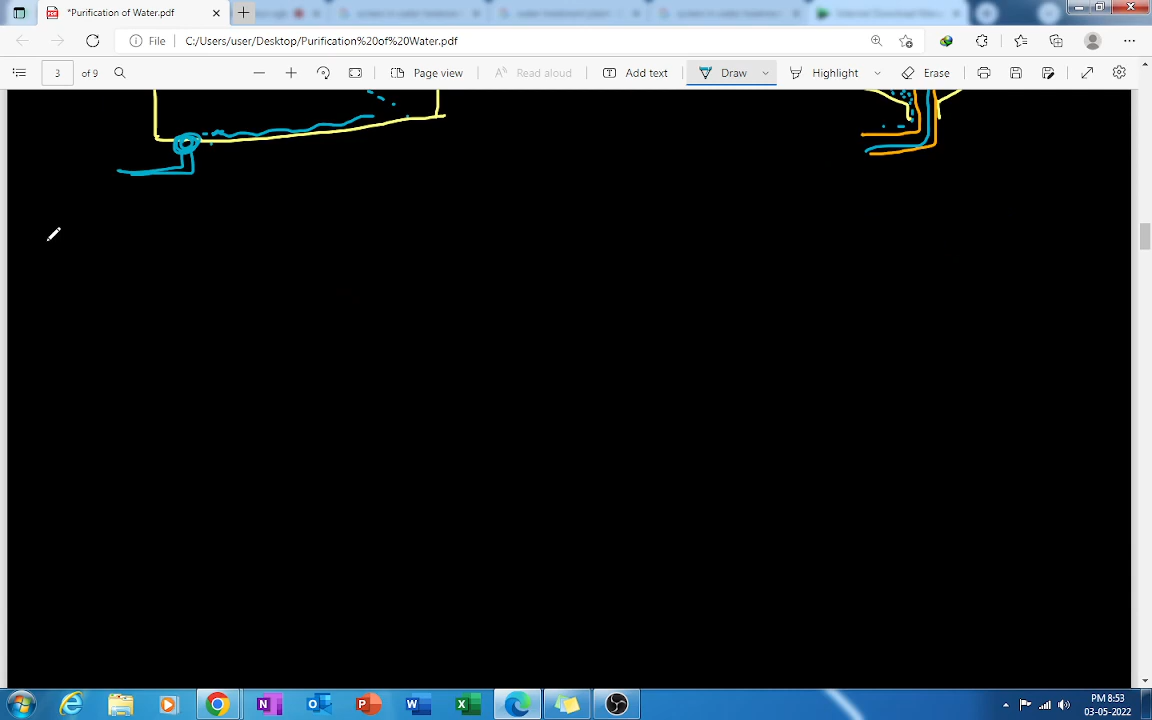 *Purification of Water.pdf
File
C:/Users/user/Desktop/Purification%20of%20Water.pdf
3 of 9
Page view
Read aloud
Add text
Draw
Highlight
Erase
PM 8:53
03-05-2022